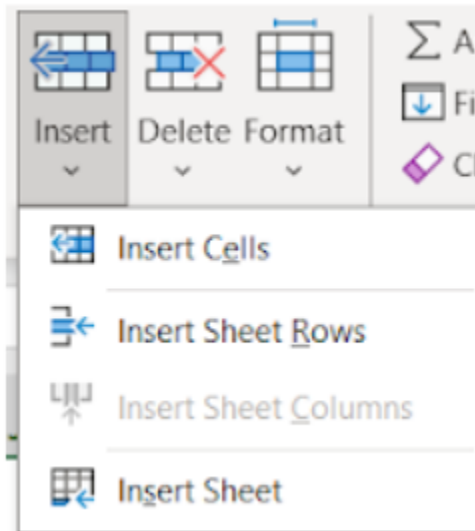 Insert Delete Format
Insert Cells
Insert Sheet Rows
Insert Sheet Columns
Insert Sheet